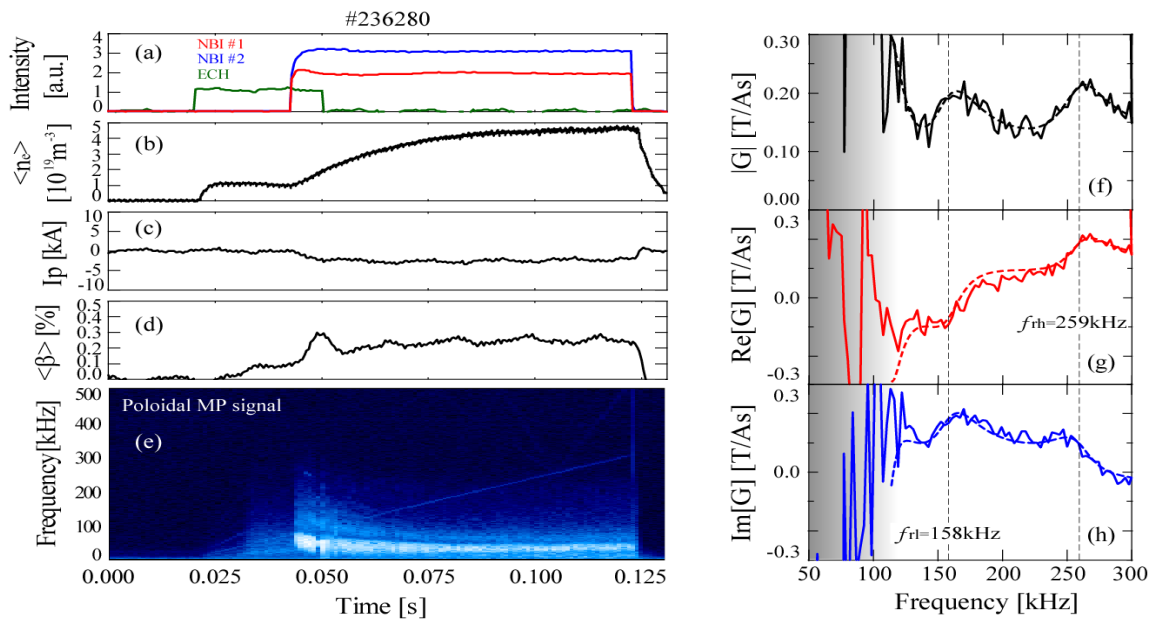 #236280
(a)
NBI #1
NBI #2
ECH
Intensity
[a.u.]
4
3
2
1
0
(b)
<nₑ>
[10¹⁹m⁻³]
5
4
3
2
1
0
(c)
Ip [kA]
10
5
0
-5
-10
(d)
<β> [%]
0.5
0.4
0.3
0.2
0.1
0.0
Poloidal MP signal
(e)
Frequency[kHz]
500
400
300
200
100
0
0.000 0.025 0.050 0.075 0.100 0.125
Time [s]
|G| [T/As]
0.30
0.20
0.10
0.00
(f)
Re[G] [T/As]
0.3
0.0
-0.3
frh=259kHz
(g)
Im[G] [T/As]
0.3
0.0
-0.3
frl=158kHz
(h)
50 100 150 200 250 300
Frequency [kHz]